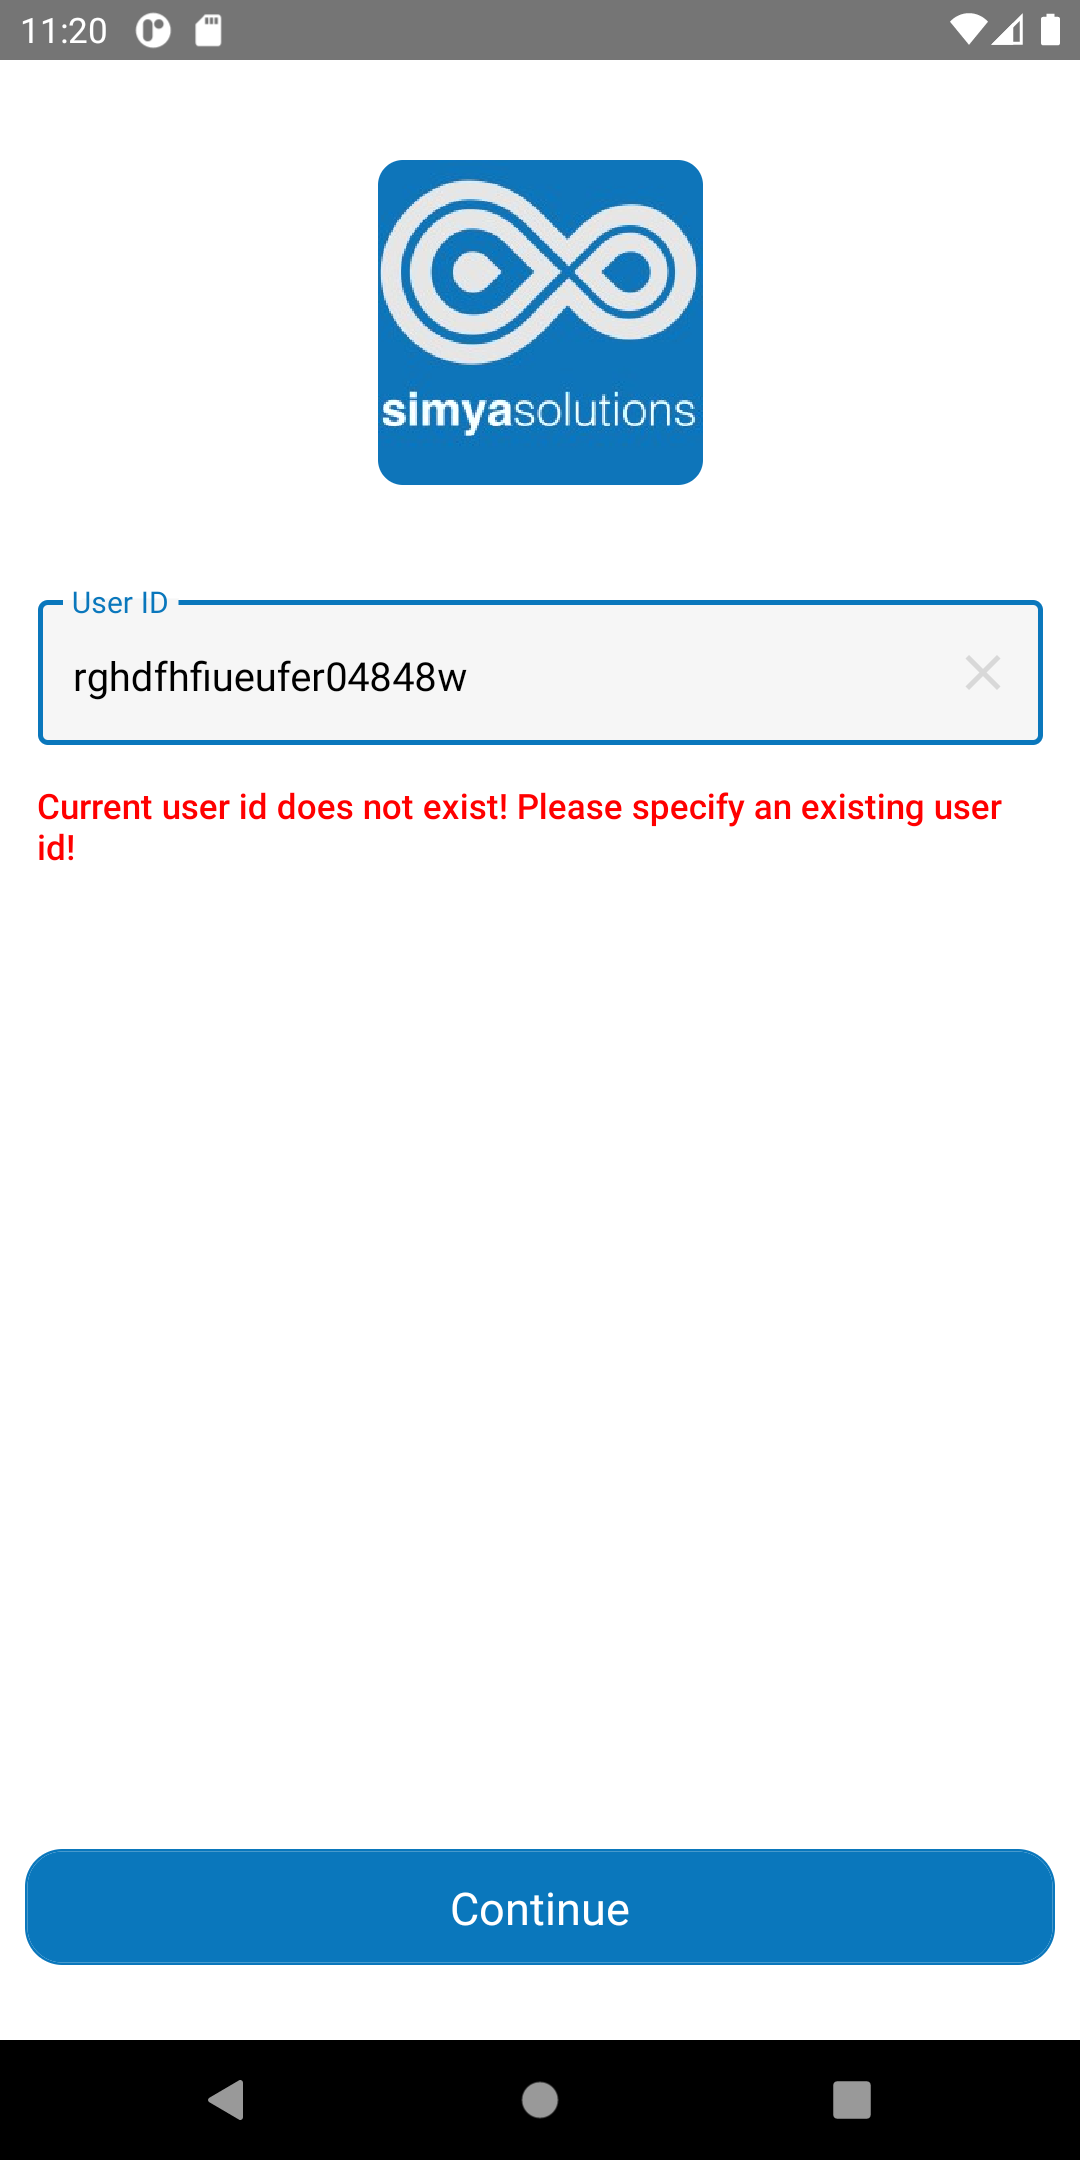 11:20
simyasolutions
User ID
rghdfhfiueufer04848w
Current user id does not exist! Please specify an existing user
id!
Continue